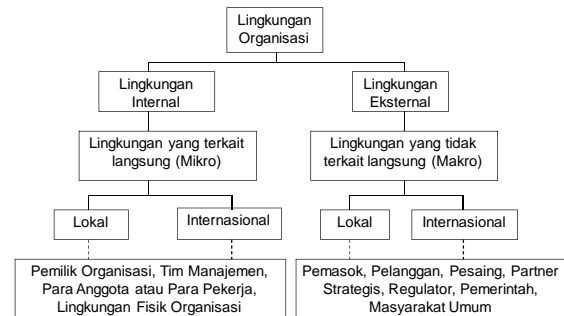 Lingkungan
Organisasi
Lingkungan
Internal
Lingkungan
Eksternal
Lingkungan yang terkait
langsung (Mikro)
Lingkungan yang tidak
terkait langsung (Makro)
Lokal
Internasional
Lokal
Internasional
Pemilik Organisasi, Tim Manajemen,
Para Anggota atau Para Pekerja,
Lingkungan Fisik Organisasi
Pemasok, Pelanggan, Pesaing, Partner
Strategis, Regulator, Pemerintah,
Masyarakat Umum